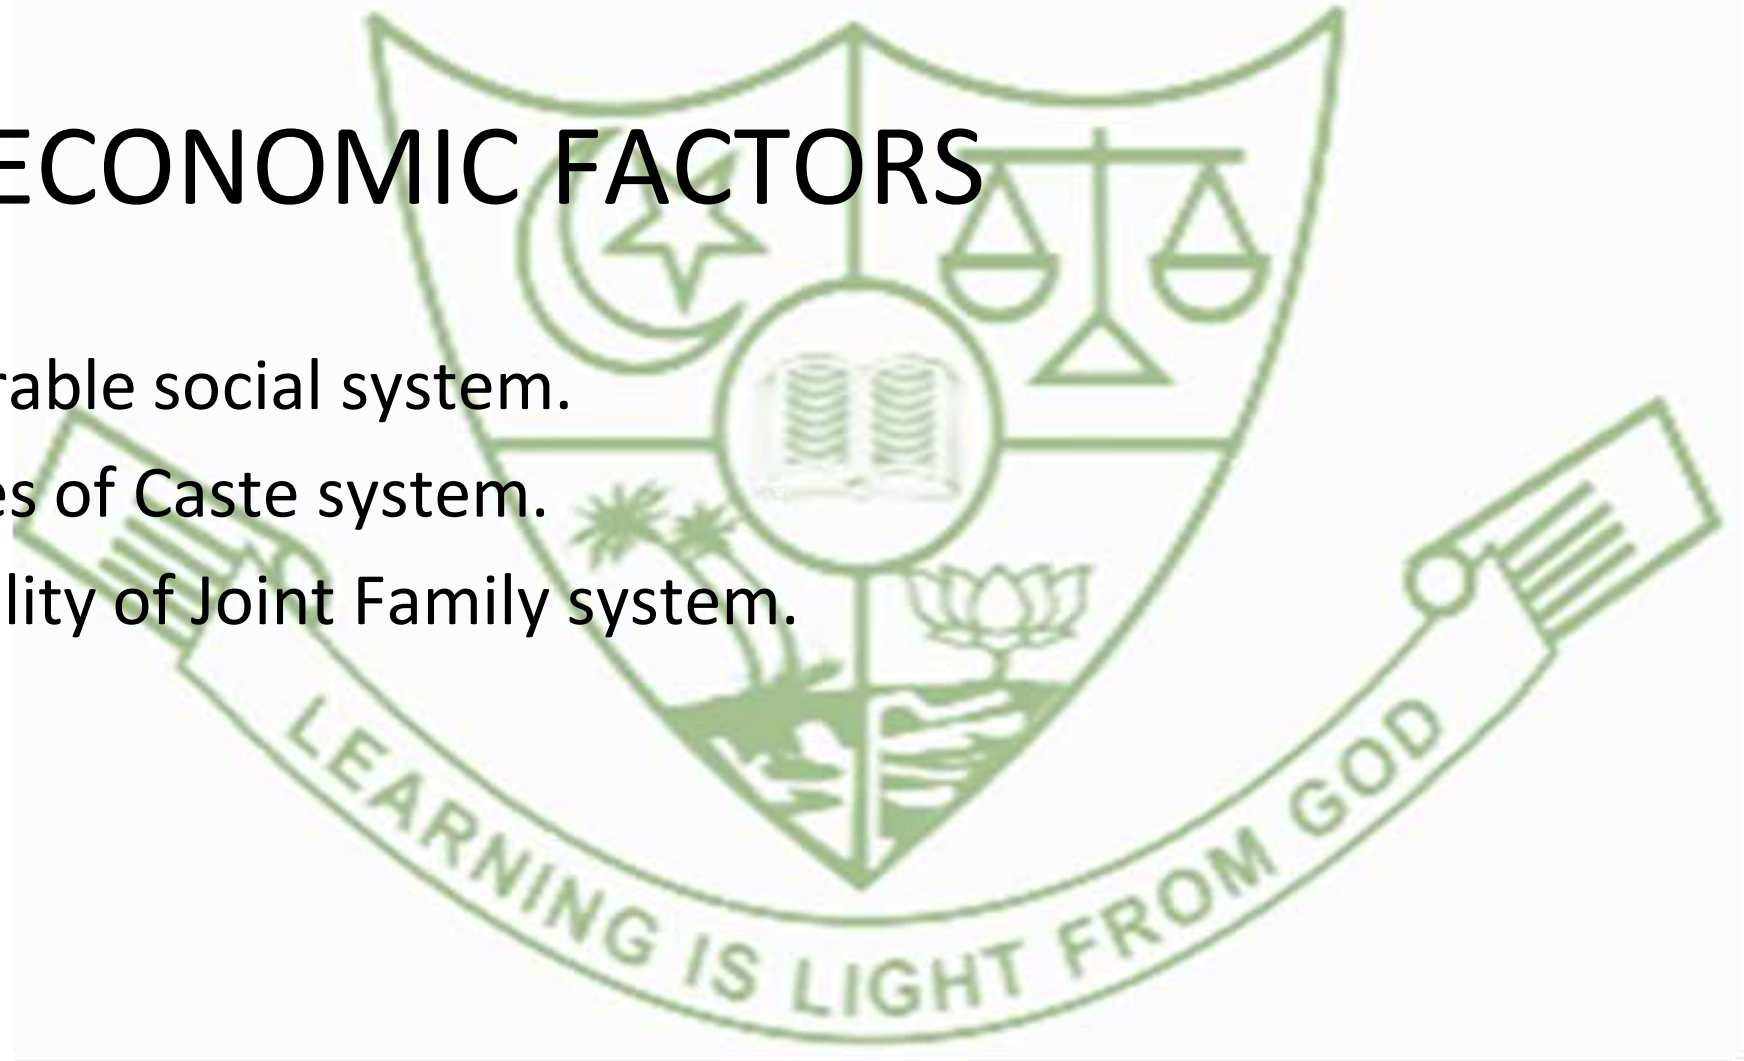 ECONOMIC FACTORS
rable social system.
es of Caste system.
lity of Joint Family system.
LEARNING IS LIGHT FROM GOD